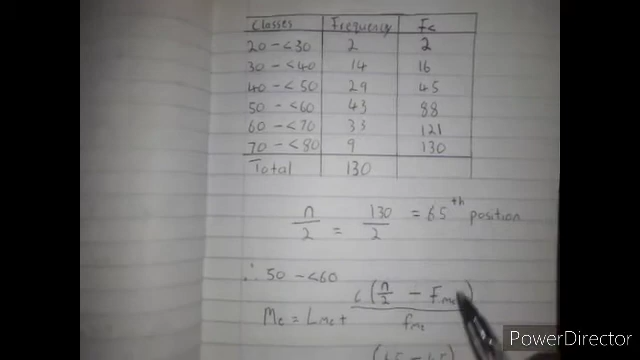 Classes Frequency Fc
20 - <30 2 2
30 - <40 14 16
40 - <50 29 45
50 - <60 43 88
60 - <70 33 121
70 - <80 9 130
Total 130
n/2 = 130/2 = 65th position
∴ 50 - <60
Me = Lme + c(n/2 - Fme)/fme
PowerDirector